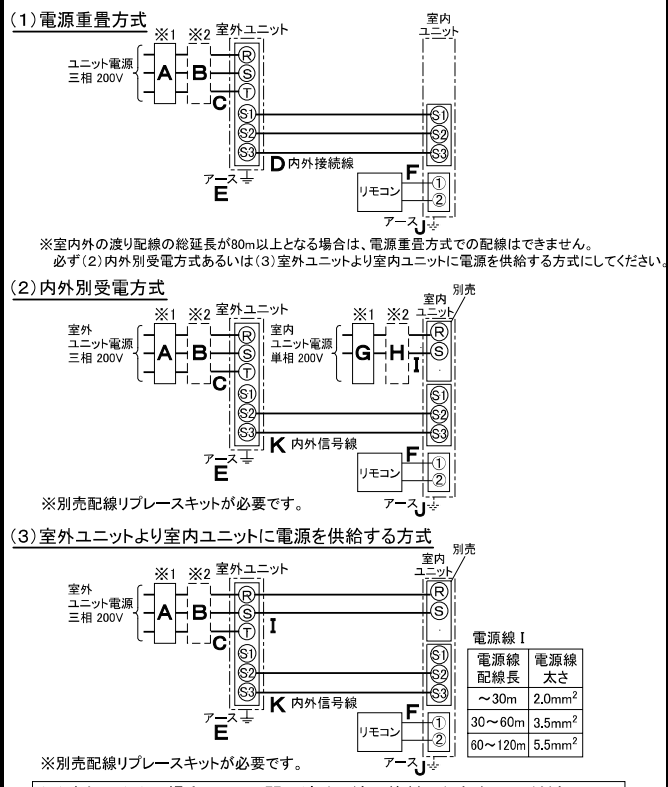 (1)電源重畳方式
※1 ※2 室外ユニット
室内
ユニット
ユニット電源
三相 200V
A
B
C
R
S
T
S1
S2
S3
S1
S2
S3
D 内外接続線
アース
E
F
リモコン
①
②
アース J
※室内外の渡り配線の総延長が80m以上となる場合は、電源重畳方式での配線はできません。
必ず(2)内外別受電方式あるいは(3)室外ユニットより室内ユニットに電源を供給する方式にしてください。
(2)内外別受電方式
※1 ※2 室外ユニット
※1 ※2
室内
ユニット
別売
室外
ユニット電源
三相 200V
A
B
C
R
S
T
S1
S2
S3
室内
ユニット電源
単相 200V
G
H
I
R
S
S1
S2
S3
K 内外信号線
アース
E
F
リモコン
①
②
アース J
※別売配線リプレースキットが必要です。
(3)室外ユニットより室内ユニットに電源を供給する方式
※1 ※2 室外ユニット
室内
ユニット
別売
室外
ユニット電源
三相 200V
A
B
C
R
S
T
I
S1
S2
S3
R
S
S1
S2
S3
K 内外信号線
アース
E
F
リモコン
①
②
アース J
※別売配線リプレースキットが必要です。
電源線 I
電源線 電源線
配線長 太さ
～30m 2.0mm²
30～60m 3.5mm²
60～120m 5.5mm²